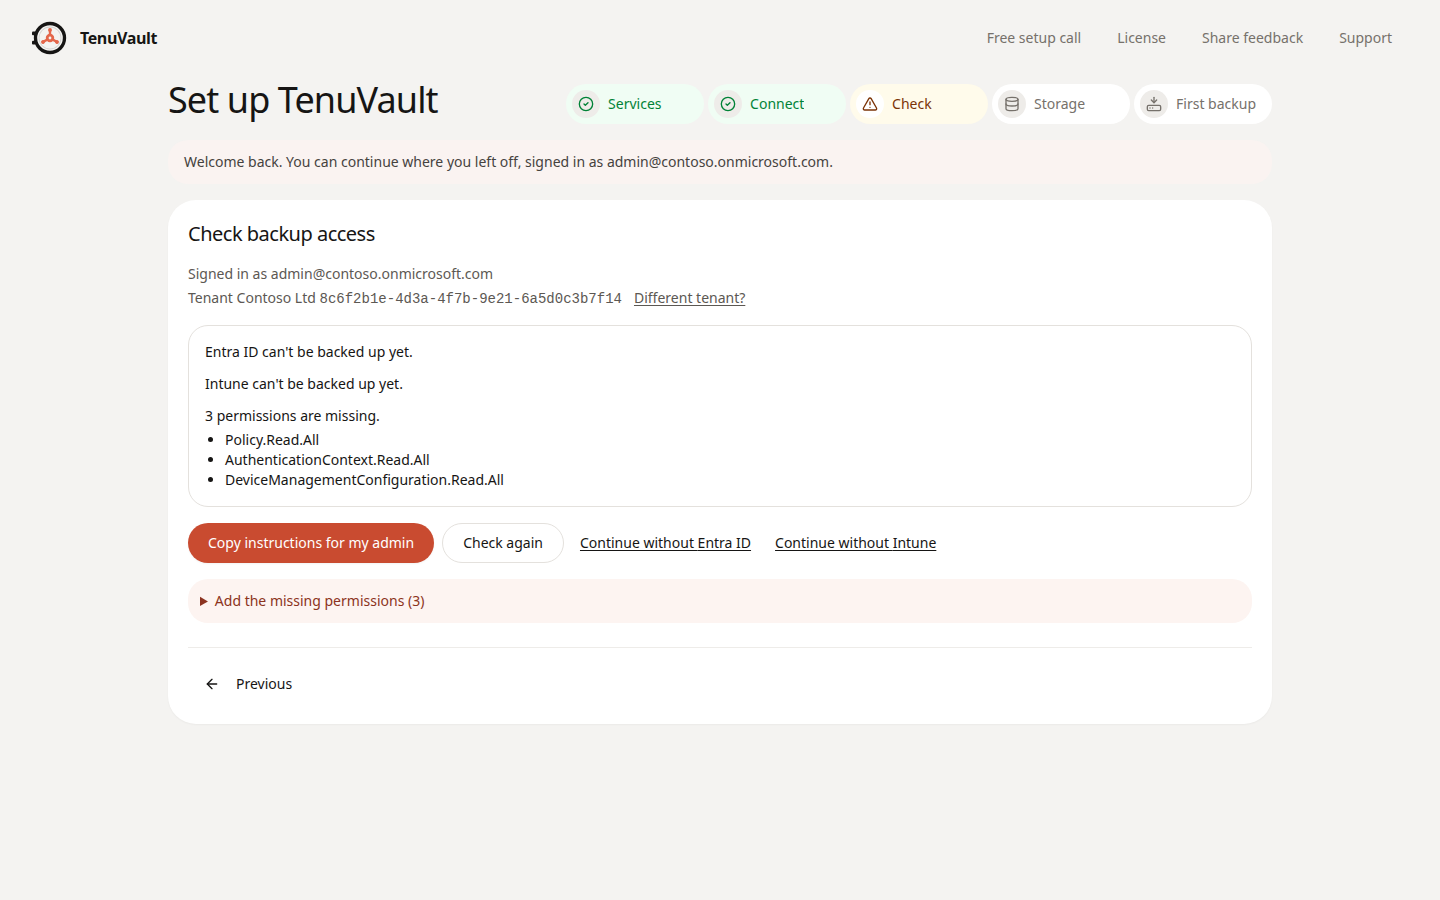 TenuVault
Free setup call
License
Share feedback
Support
Set up TenuVault
Services
Connect
Check
Storage
First backup
Welcome back. You can continue where you left off, signed in as admin@contoso.onmicrosoft.com.
Check backup access
Signed in as admin@contoso.onmicrosoft.com
Tenant Contoso Ltd 8c6f2b1e-4d3a-4f7b-9e21-6a5d0c3b7f14 Different tenant?
Entra ID can't be backed up yet.
Intune can't be backed up yet.
3 permissions are missing.
• Policy.Read.All
• AuthenticationContext.Read.All
• DeviceManagementConfiguration.Read.All
Copy instructions for my admin
Check again
Continue without Entra ID
Continue without Intune
Add the missing permissions (3)
Previous